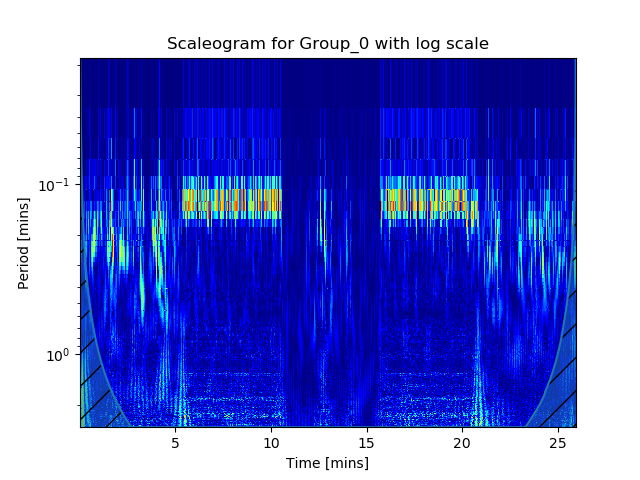 Scaleogram for Group_0 with log scale
10⁻¹
10⁰
Period [mins]
5 10 15 20 25
Time [mins]